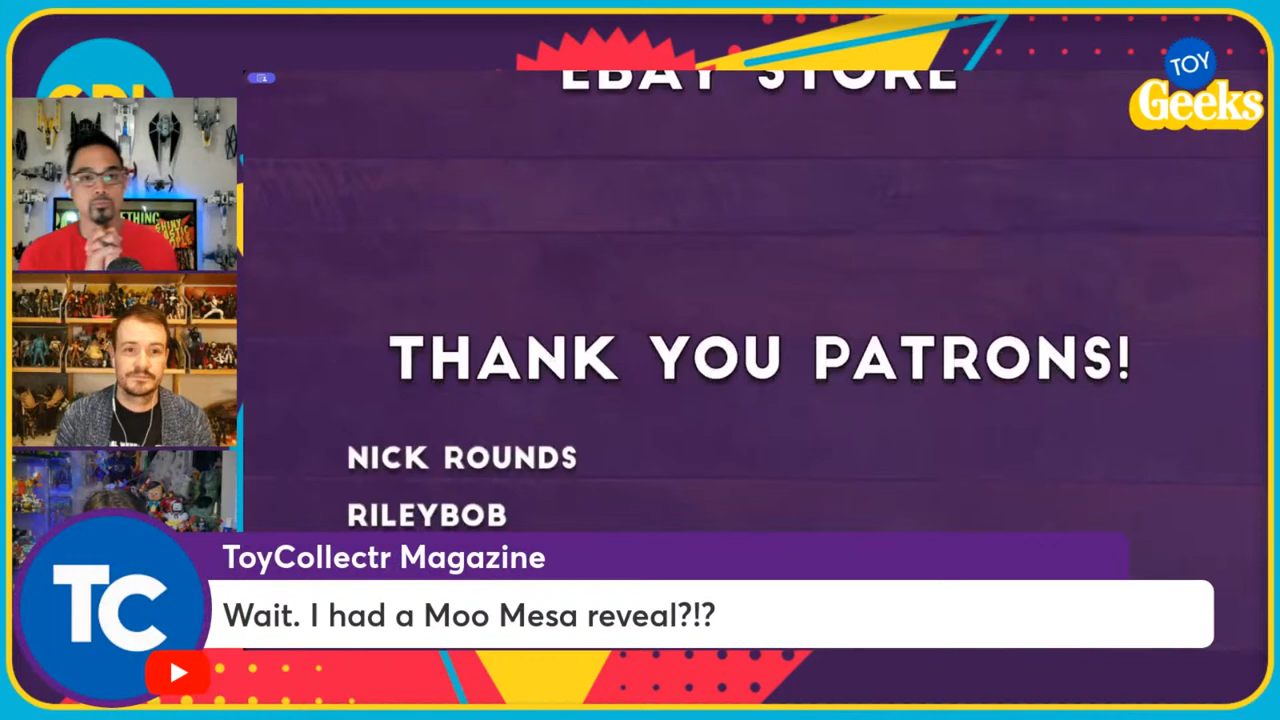 EBAY STORE
TOY
Geeks
THANK YOU PATRONS!
NICK ROUNDS
RILEYBOB
TC
ToyCollectr Magazine
Wait. I had a Moo Mesa reveal?!?